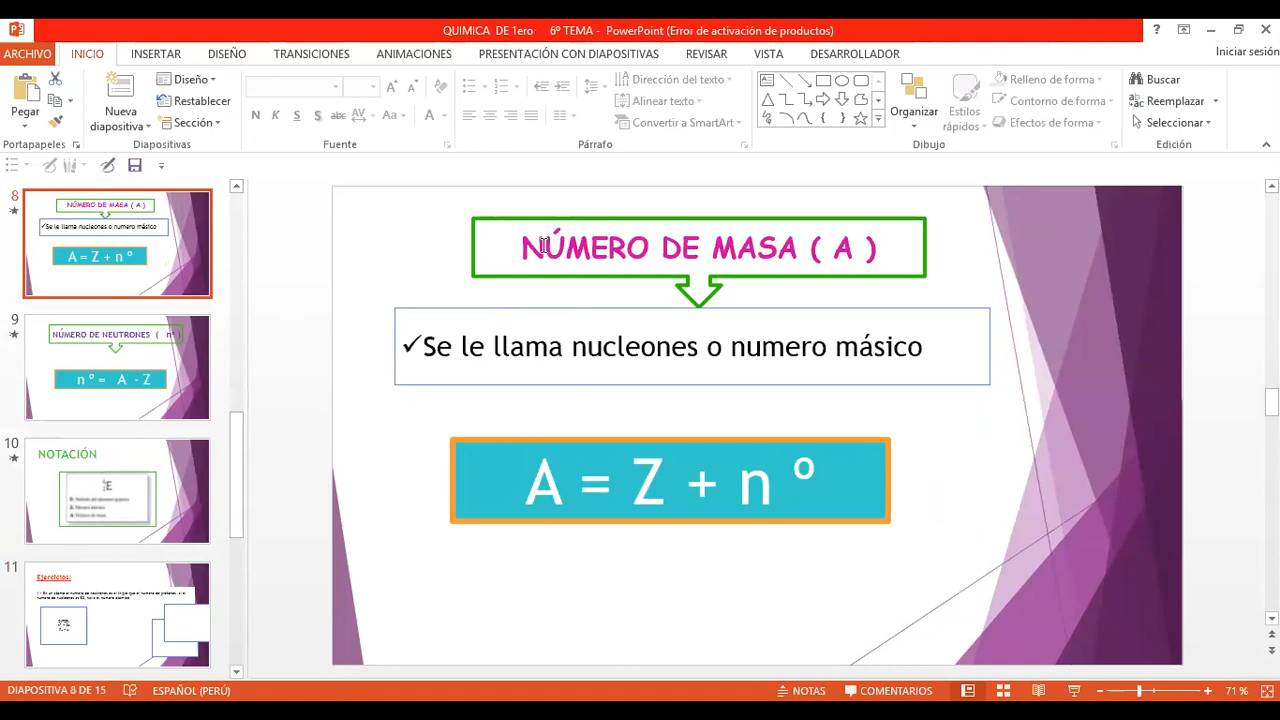 QUIMICA DE 1ero 6º TEMA - PowerPoint (Error de activación de productos)
?
ARCHIVO INICIO INSERTAR DISEÑO TRANSICIONES ANIMACIONES PRESENTACIÓN CON DIAPOSITIVAS REVISAR VISTA DESARROLLADOR Iniciar sesión
Pegar
Nueva diapositiva
Diseño
Restablecer
Sección
N K S S abc AV Aa A
Dirección del texto
Alinear texto
Convertir a SmartArt
Organizar
Estilos rápidos
Relleno de forma
Contorno de forma
Efectos de forma
Buscar
Reemplazar
Seleccionar
Portapapeles Diapositivas Fuente Párrafo Dibujo Edición
8
NÚMERO DE MASA ( A )
✓Se le llama nucleones o numero másico
A = Z + n º
9
NÚMERO DE NEUTRONES ( nº )
n º = A - Z
10
NOTACIÓN
E
11
Ejercicios:
NÚMERO DE MASA ( A )
✓Se le llama nucleones o numero másico
A = Z + n º
DIAPOSITIVA 8 DE 15 ESPAÑOL (PERÚ) NOTAS COMENTARIOS 71 %